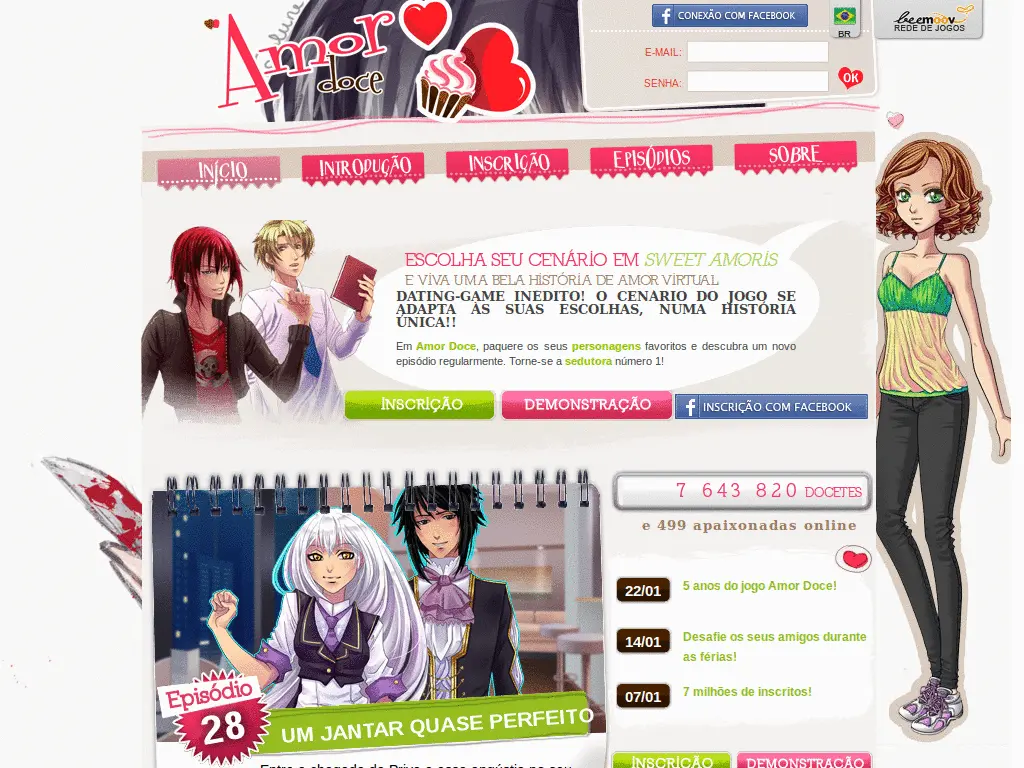 Amor
doce
CONEXÃO COM FACEBOOK
BR
beemoov
REDE DE JOGOS
E-MAIL:
SENHA:
OK
INÍCIO
INTRODUÇÃO
INSCRIÇÃO
EPISÓDIOS
SOBRE
ESCOLHA SEU CENÁRIO EM SWEET AMORIS
E VIVA UMA BELA HISTÓRIA DE AMOR VIRTUAL
DATING-GAME INEDITO! O CENARIO DO JOGO SE
ADAPTA ÀS SUAS ESCOLHAS, NUMA HISTÓRIA
ÚNICA!!
Em Amor Doce, paquere os seus personagens favoritos e descubra um novo
episódio regularmente. Torne-se a sedutora número 1!
INSCRIÇÃO
DEMONSTRAÇÃO
INSCRIÇÃO COM FACEBOOK
7 643 820 DOCETES
e 499 apaixonadas online
22/01
5 anos do jogo Amor Doce!
14/01
Desafie os seus amigos durante
as férias!
07/01
7 milhões de inscritos!
Episódio
28
UM JANTAR QUASE PERFEITO
INSCRIÇÃO
DEMONSTRAÇÃO